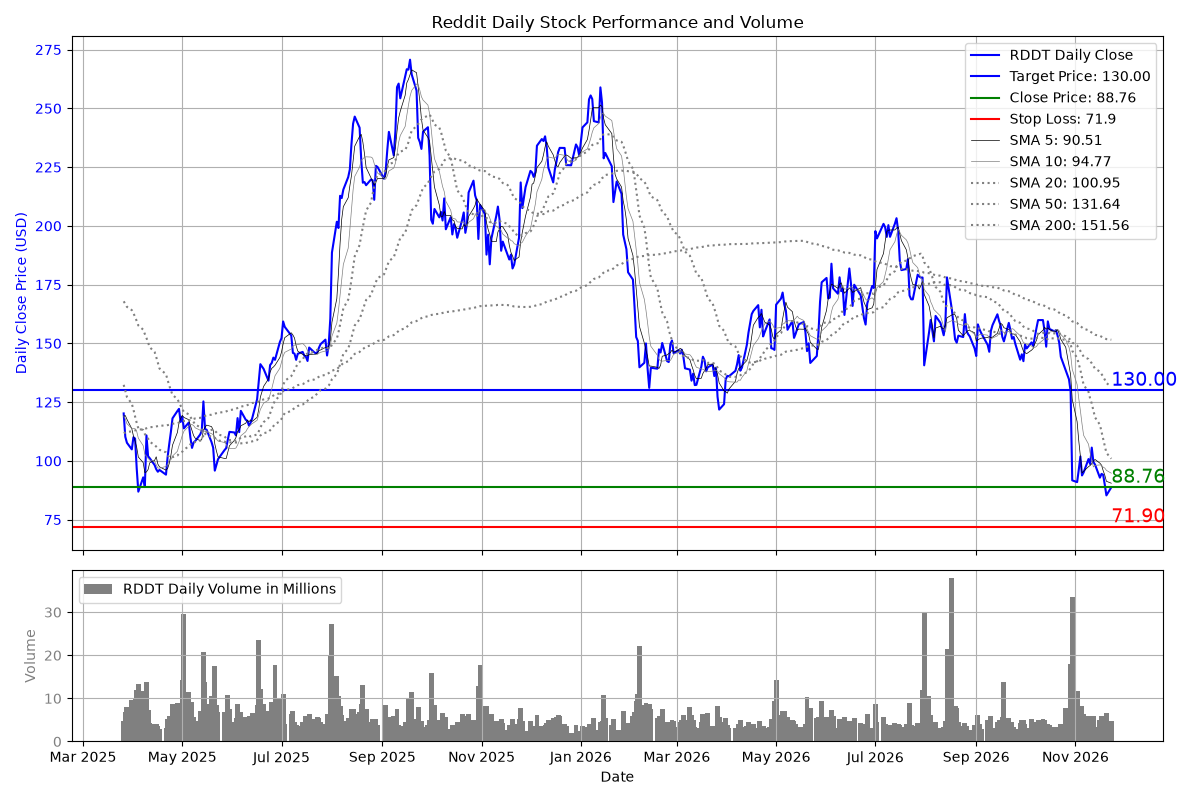 Reddit Daily Stock Performance and Volume
Daily Close Price (USD)
275
250
225
200
175
150
125
100
75
RDDT Daily Close
Target Price: 130.00
Close Price: 88.76
Stop Loss: 71.9
SMA 5: 90.51
SMA 10: 94.77
SMA 20: 100.95
SMA 50: 131.64
SMA 200: 151.56
130.00
88.76
71.90
RDDT Daily Volume in Millions
Volume
30
20
10
0
Mar 2025
May 2025
Jul 2025
Sep 2025
Nov 2025
Jan 2026
Mar 2026
May 2026
Jul 2026
Sep 2026
Nov 2026
Date